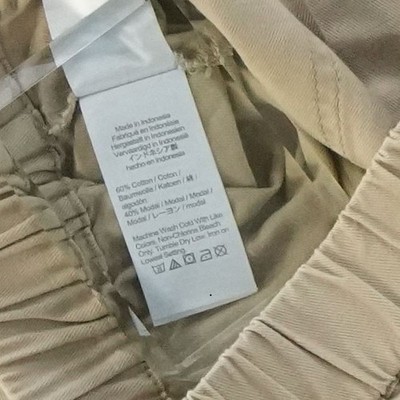 Made in Indonesia
Fabriqué en Indonésie
Hergestellt in Indonesien
Vervaardigd in Indonesië
インドネシア製
hecho en Indonesia
60% Cotton / Coton /
Baumwolle / Katoen / 綿 /
algodón
40% Modal / Modal / Modal /
Modal / レーヨン / modal
Machine Wash Cold With Like
Colors, Non-Chlorine Bleach
Only, Tumble Dry Low, Iron on
Lowest Setting.